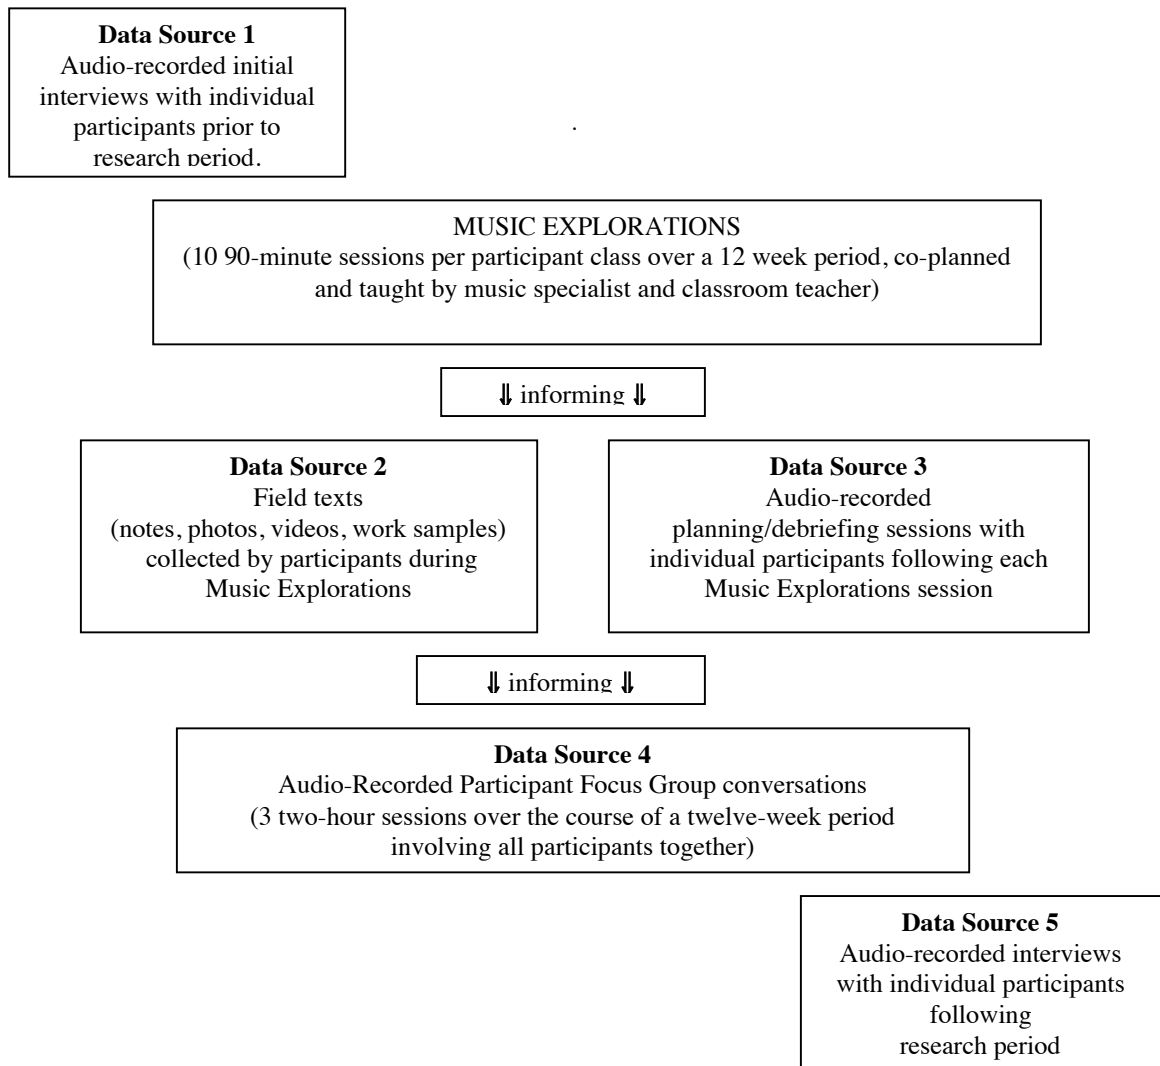 Data Source 1
Audio-recorded initial
interviews with individual
participants prior to
research period.
.
MUSIC EXPLORATIONS
(10 90-minute sessions per participant class over a 12 week period, co-planned
and taught by music specialist and classroom teacher)
⇓ informing ⇓
Data Source 2
Field texts
(notes, photos, videos, work samples)
collected by participants during
Music Explorations
Data Source 3
Audio-recorded
planning/debriefing sessions with
individual participants following each
Music Explorations session
⇓ informing ⇓
Data Source 4
Audio-Recorded Participant Focus Group conversations
(3 two-hour sessions over the course of a twelve-week period
involving all participants together)
Data Source 5
Audio-recorded interviews
with individual participants
following
research period